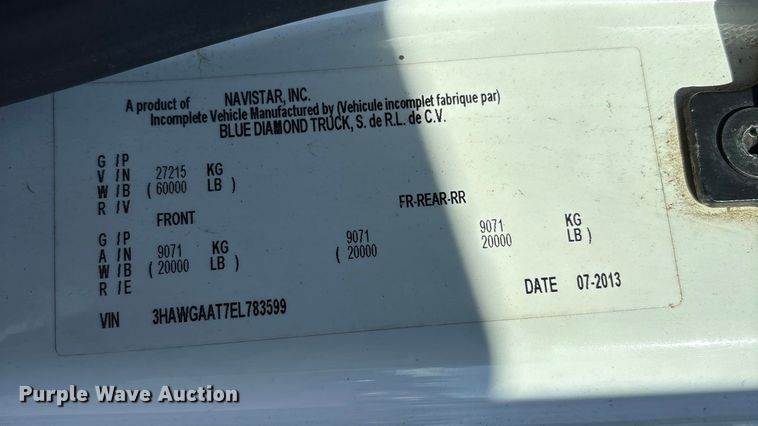 A product of NAVISTAR, INC.
Incomplete Vehicle Manufactured by (Vehicule incomplet fabrique par)
BLUE DIAMOND TRUCK, S. de R.L. de C.V.
G /P
V /N 27215 KG
W /B ( 60000 LB )
R /V
FRONT FR-REAR-RR
G /P
A /N 9071 KG 9071 9071 KG
W /B ( 20000 LB ) ( 20000 20000 LB )
R /E
DATE 07-2013
VIN 3HAWGAAT7EL783599
Purple Wave Auction